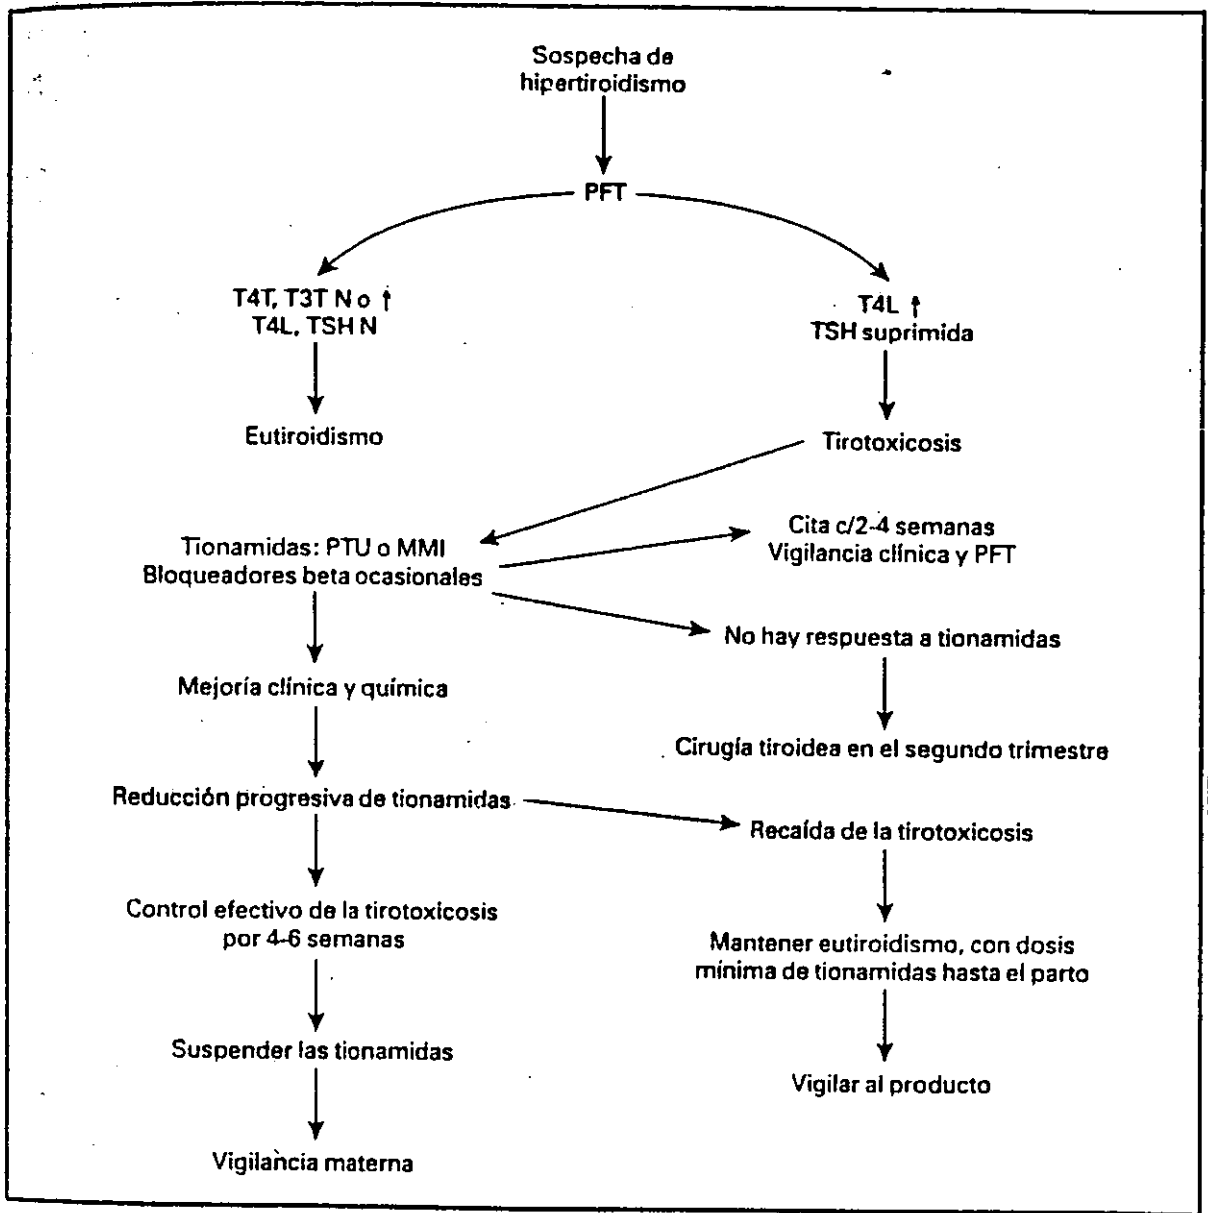 Sospecha de
hipertiroidismo
PFT
T4T, T3T N o ↑
T4L, TSH N
T4L ↑
TSH suprimida
Eutiroidismo
Tirotoxicosis
Tionamidas: PTU o MMI
Bloqueadores beta ocasionales
Cita c/2-4 semanas
Vigilancia clínica y PFT
No hay respuesta a tionamidas
Mejoría clínica y química
Cirugía tiroidea en el segundo trimestre
Reducción progresiva de tionamidas
Recaída de la tirotoxicosis
Control efectivo de la tirotoxicosis
por 4-6 semanas
Mantener eutiroidismo, con dosis
mínima de tionamidas hasta el parto
Suspender las tionamidas
Vigilar al producto
Vigilancia materna